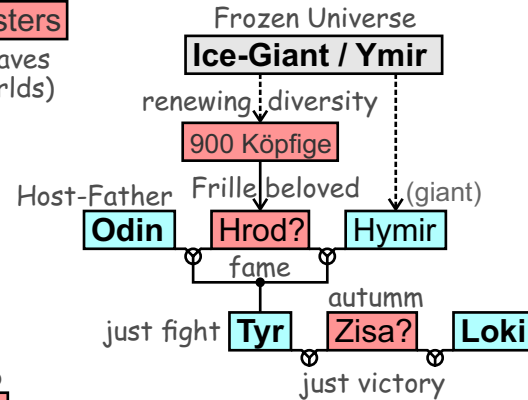 sters
aves
rlds)
Frozen Universe
Ice-Giant / Ymir
renewing diversity
900 Köpfige
Host-Father Frille beloved (giant)
Odin Hrod? Hymir
fame
autumm
just fight Tyr Zisa? Loki
just victory